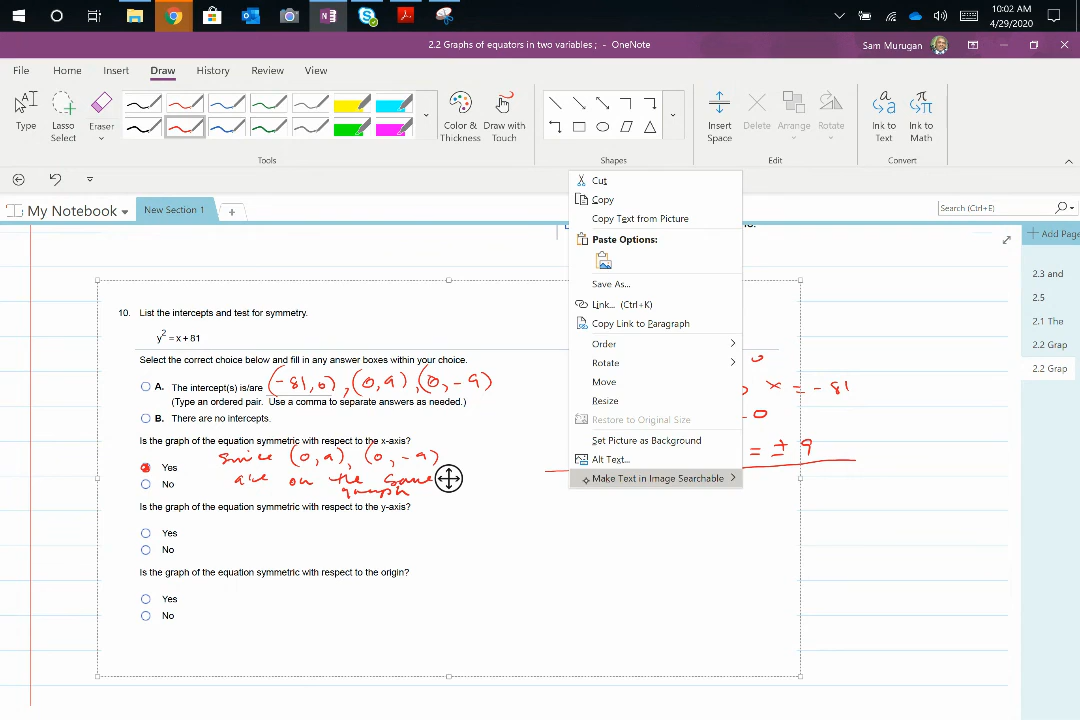 10:02 AM
4/29/2020
2.2 Graphs of equators in two variables ; - OneNote
Sam Murugan
File Home Insert Draw History Review View
Type
Lasso Select
Eraser
Color & Thickness
Draw with Touch
Insert Space
Delete
Arrange
Rotate
Ink to Text
Ink to Math
Tools
Shapes
Edit
Convert
My Notebook
New Section 1
Search (Ctrl+E)
Add Page
2.3 and
2.5
2.1 The
2.2 Grap
2.2 Grap
Cut
Copy
Copy Text from Picture
Paste Options:
Save As...
Link... (Ctrl+K)
Copy Link to Paragraph
Order
Rotate
Move
Resize
Restore to Original Size
Set Picture as Background
Alt Text...
Make Text in Image Searchable
10. List the intercepts and test for symmetry.
y² = x + 81
Select the correct choice below and fill in any answer boxes within your choice.
A. The intercept(s) is/are (-81, 0), (0, 9) (0, -9)
(Type an ordered pair. Use a comma to separate answers as needed.)
B. There are no intercepts.
Is the graph of the equation symmetric with respect to the x-axis?
Yes since (0, 9), (0, -9)
are on the same
No
graph
Is the graph of the equation symmetric with respect to the y-axis?
Yes
No
Is the graph of the equation symmetric with respect to the origin?
Yes
No
x = -81
0
= ± 9